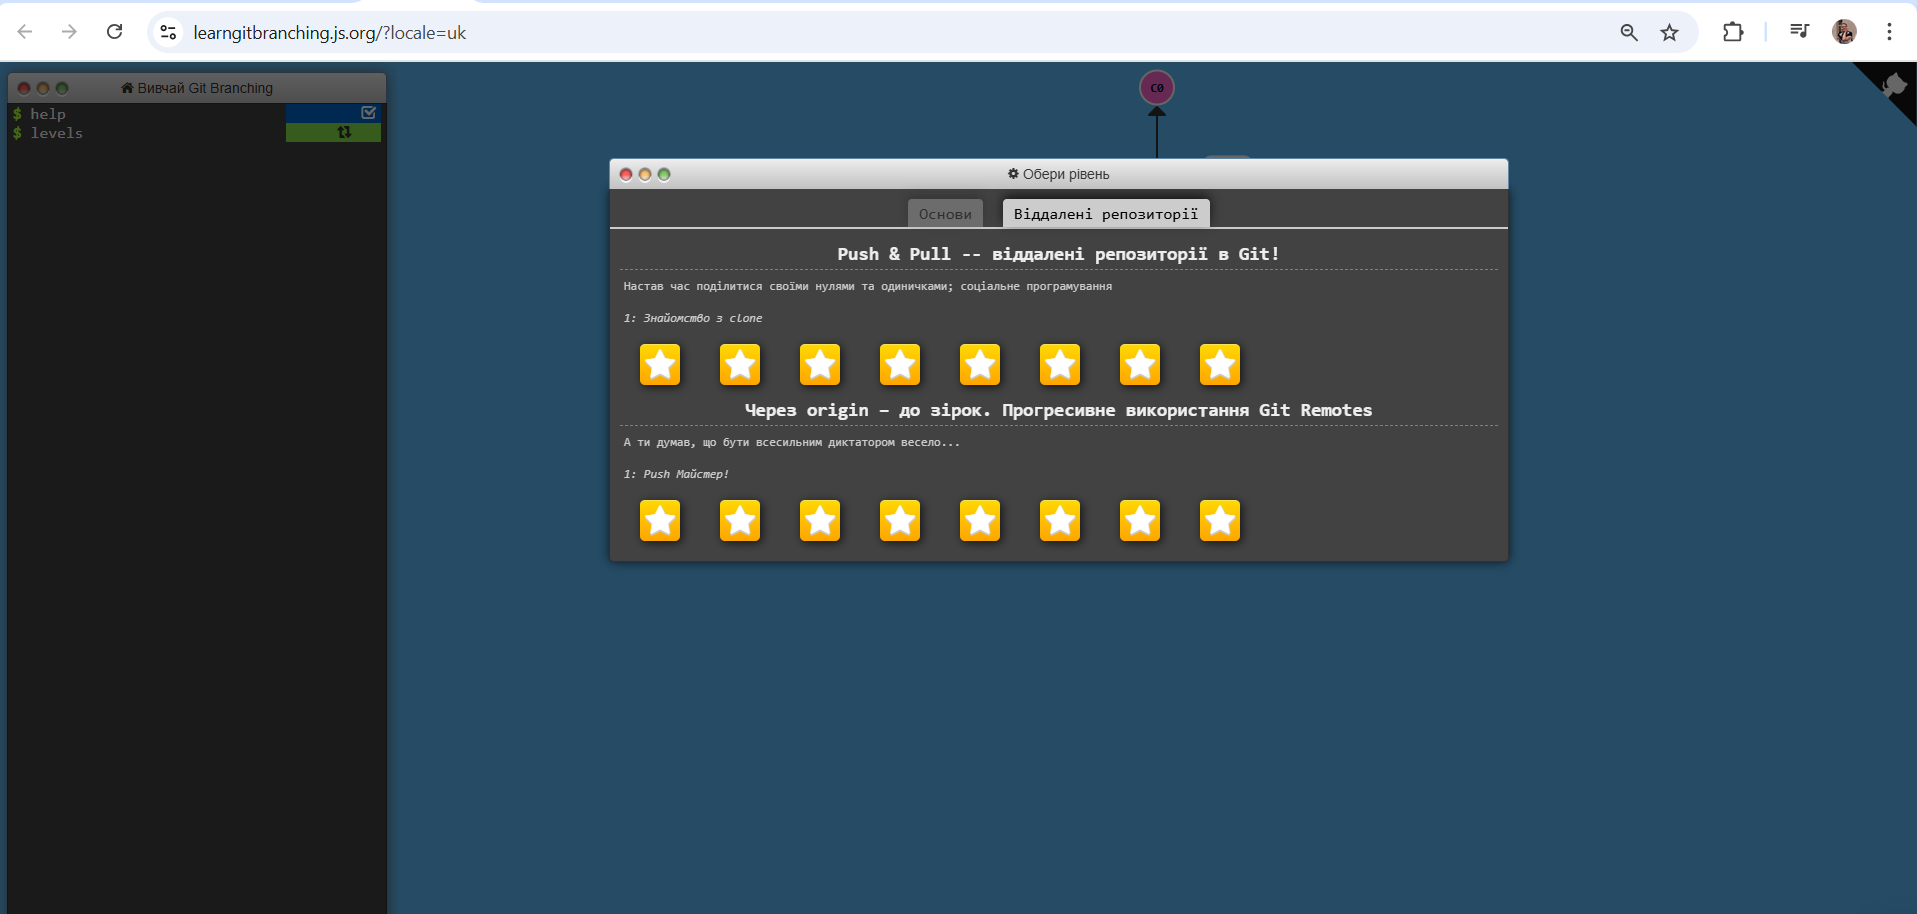 learngitbranching.js.org/?locale=uk
Вивчай Git Branching
$ help
$ levels
C0
Обери рівень
Основи
Віддалені репозиторії
Push & Pull -- віддалені репозиторії в Git!
Настав час поділитися своїми нулями та одиничками; соціальне програмування
1: Знайомство з clone
Через origin – до зірок. Прогресивне використання Git Remotes
А ти думав, що бути всесильним диктатором весело...
1: Push Майстер!